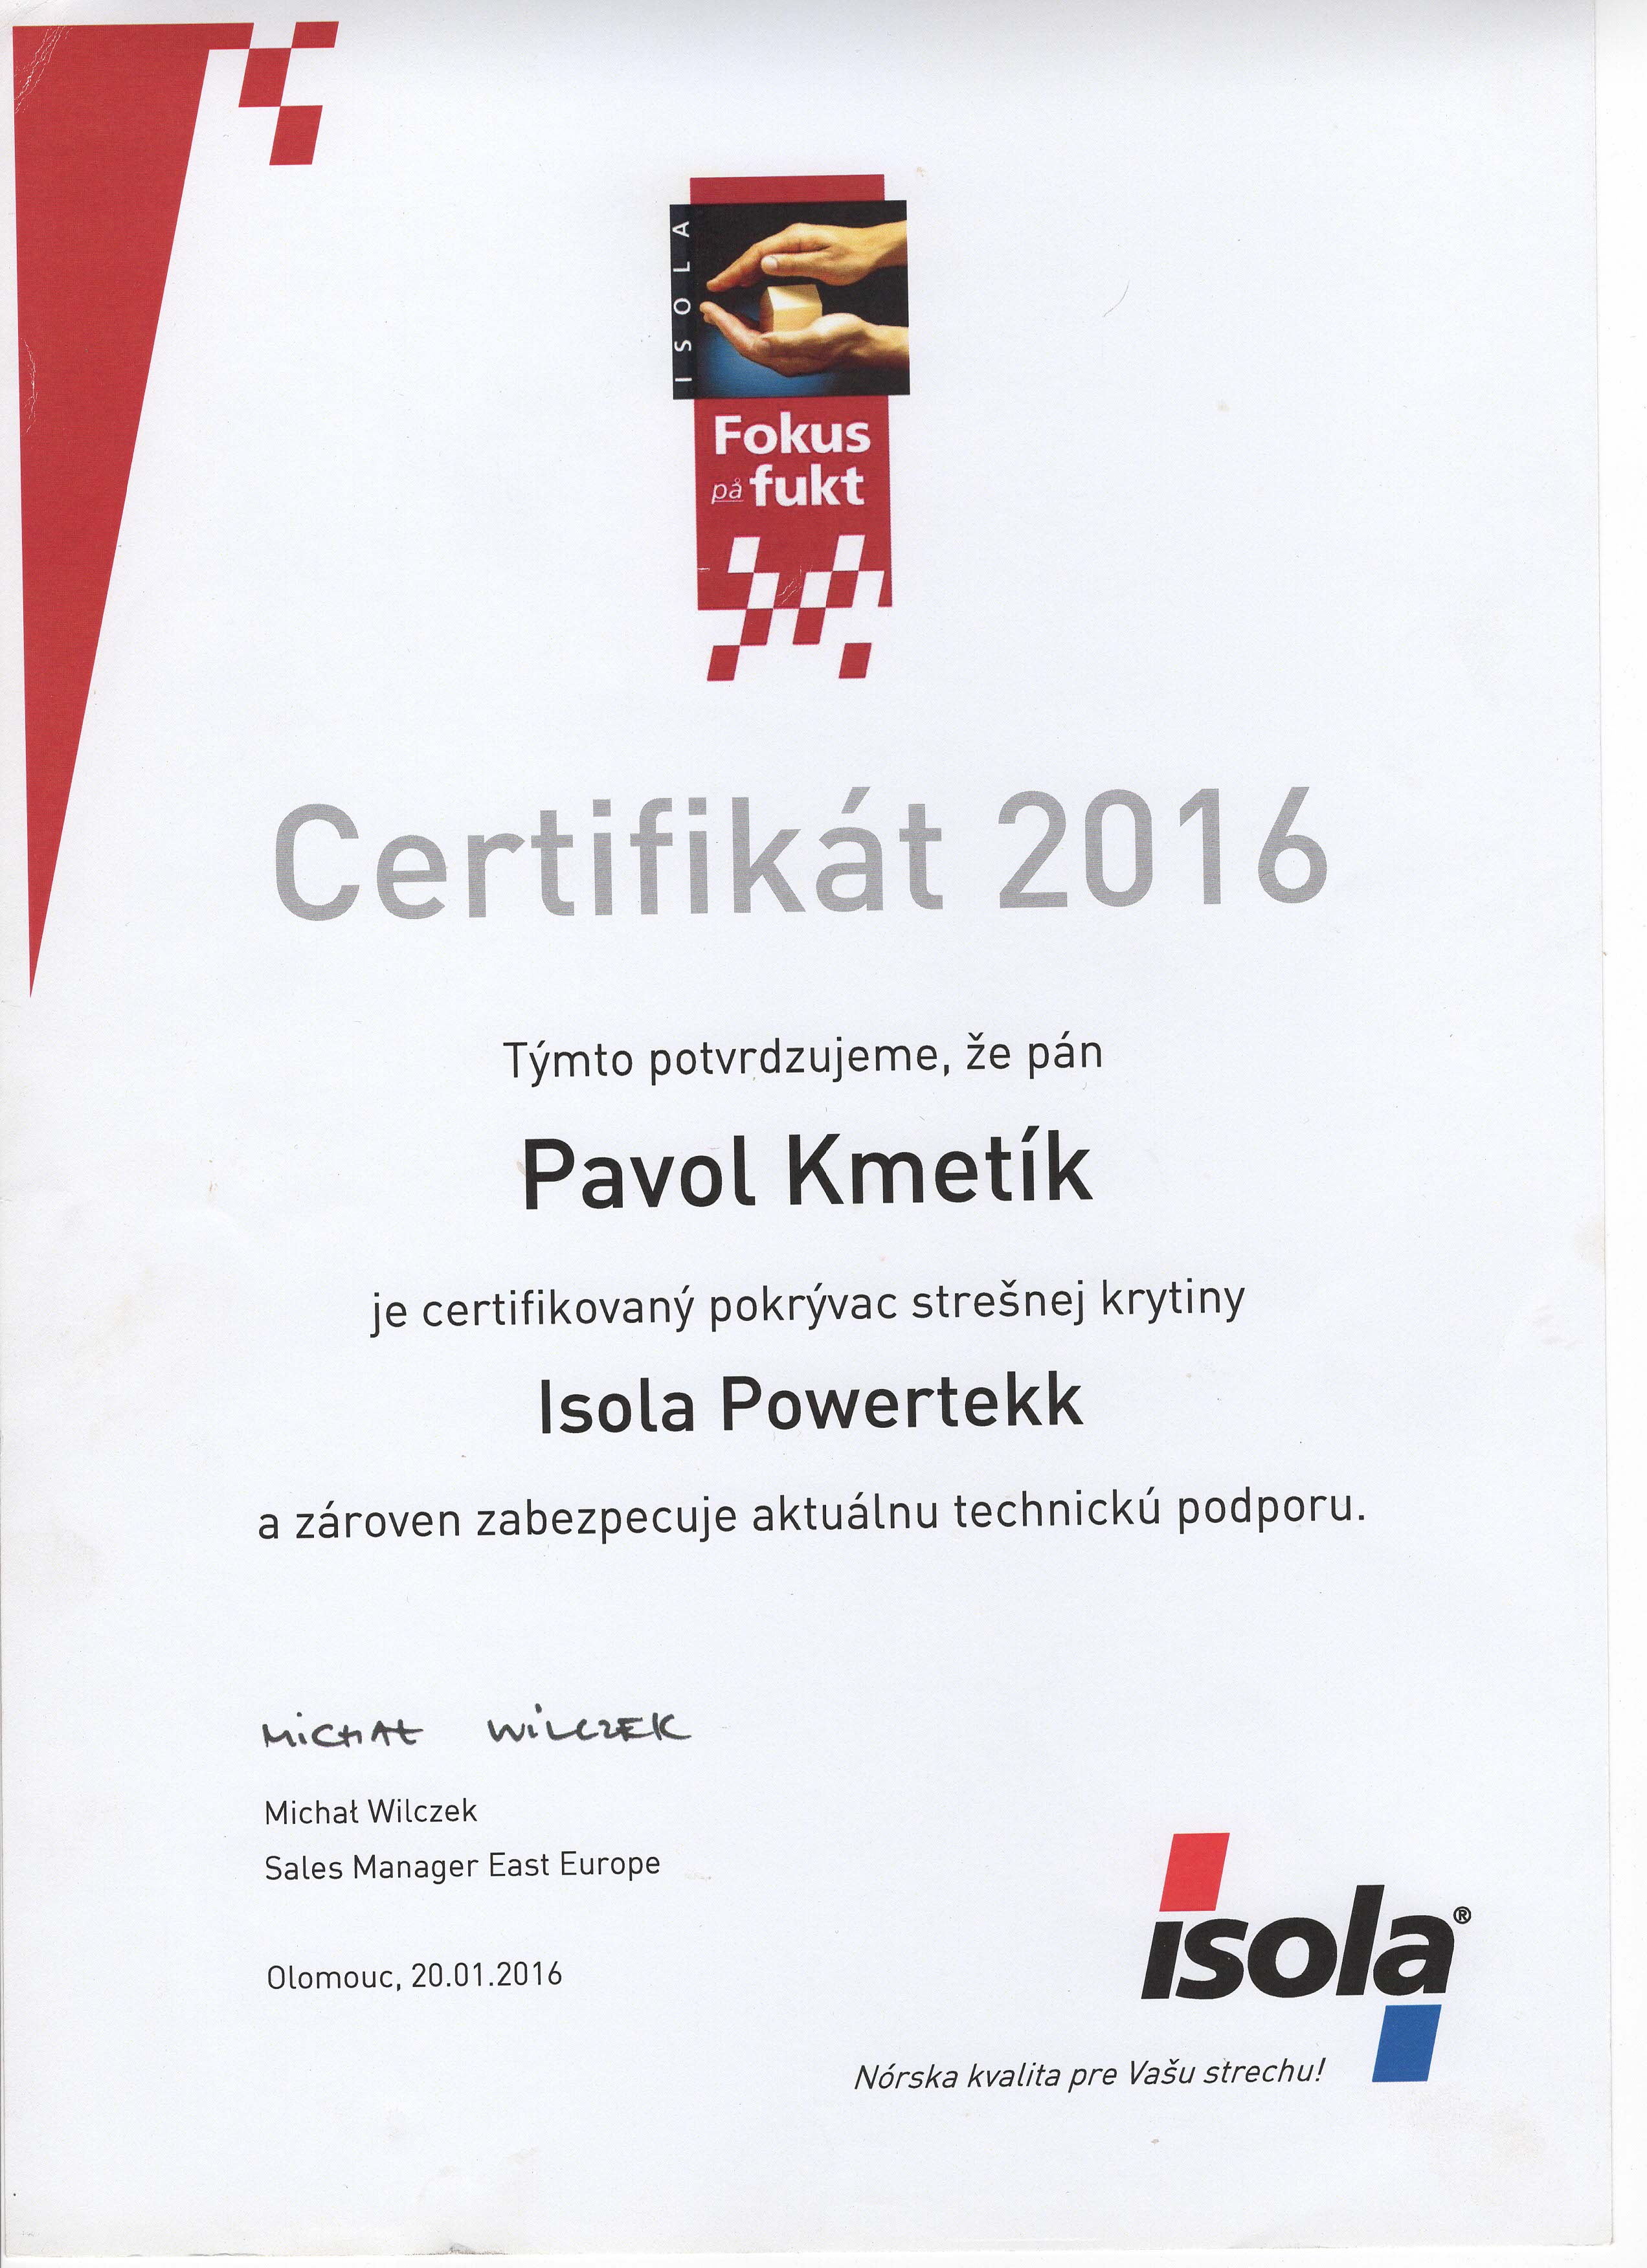 ISOLA
Fokus
på fukt
Certifikát 2016
Týmto potvrdzujeme, že pán
Pavol Kmetík
je certifikovaný pokrývac strešnej krytiny
Isola Powertekk
a zároven zabezpecuje aktuálnu technickú podporu.
MICHAŁ WILCZEK
Michał Wilczek
Sales Manager East Europe
Olomouc, 20.01.2016
isola®
Nórska kvalita pre Vašu strechu!